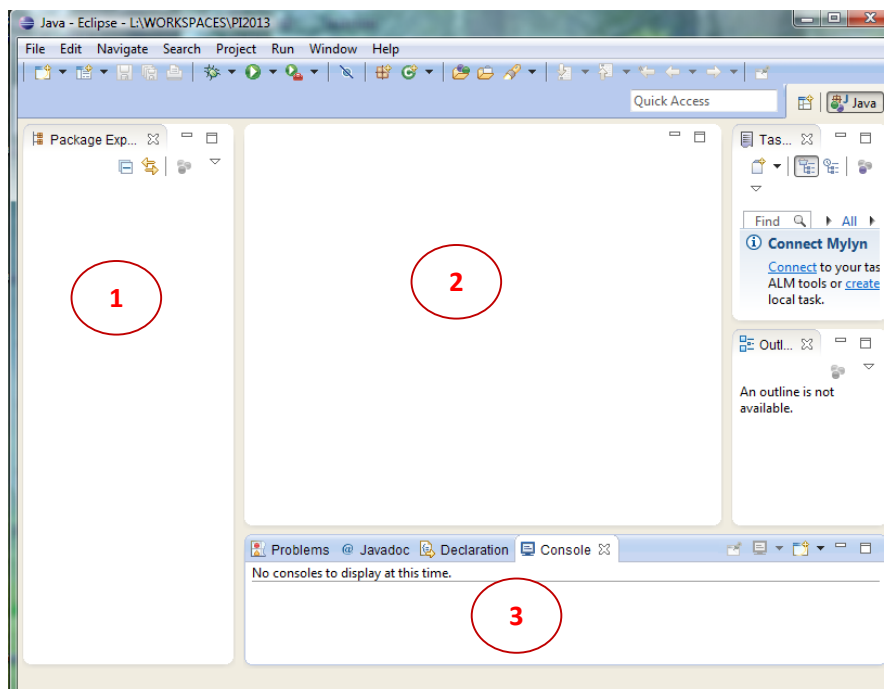 Java - Eclipse - L:\WORKSPACES\PI2013
File Edit Navigate Search Project Run Window Help
Quick Access
Java
Package Exp...
Tas...
Find
All
Connect Mylyn
Connect to your tas
ALM tools or create
local task.
1
2
Outl...
An outline is not
available.
Problems @ Javadoc Declaration Console
No consoles to display at this time.
3